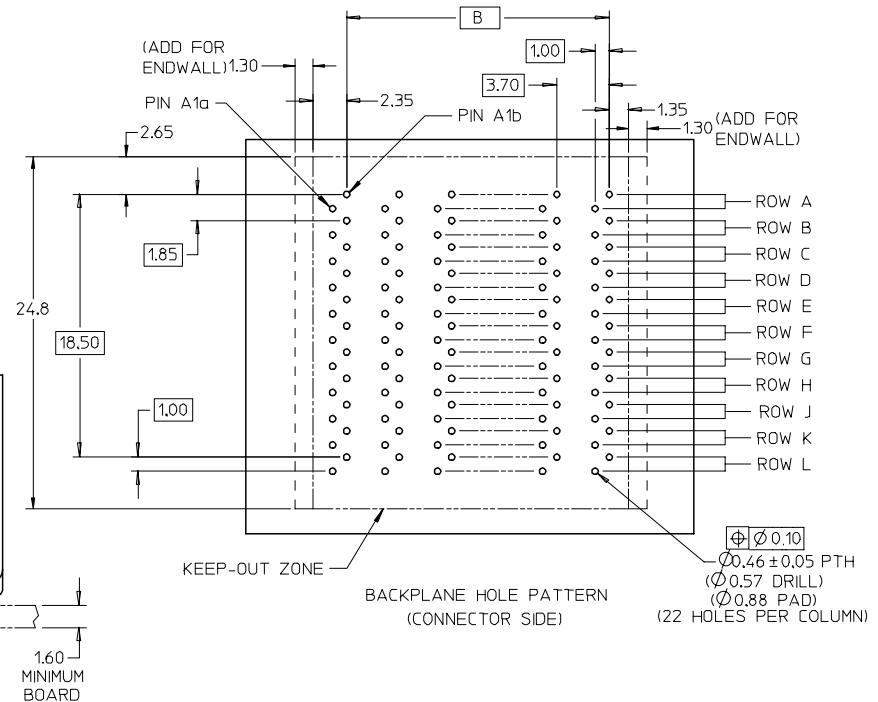 B
(ADD FOR
ENDWALL) 1.30
1.00
3.70
PIN A1a
2.35
PIN A1b
1.35
1.30 (ADD FOR
ENDWALL)
2.65
1.85
24.8
18.50
1.00
ROW A
ROW B
ROW C
ROW D
ROW E
ROW F
ROW G
ROW H
ROW J
ROW K
ROW L
KEEP-OUT ZONE
BACKPLANE HOLE PATTERN
(CONNECTOR SIDE)
⌖ ∅ 0.10
∅0.46 ±0.05 PTH
(∅ 0.57 DRILL)
(∅ 0.88 PAD)
(22 HOLES PER COLUMN)
1.60
MINIMUM
BOARD